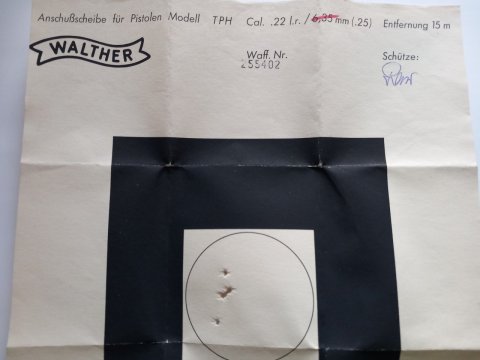 Anschußscheibe für Pistolen Modell TPH Cal. .22 l.r. / 6,35 mm (.25) Entfernung 15 m
WALTHER
Waff. Nr.
255402
Schütze: